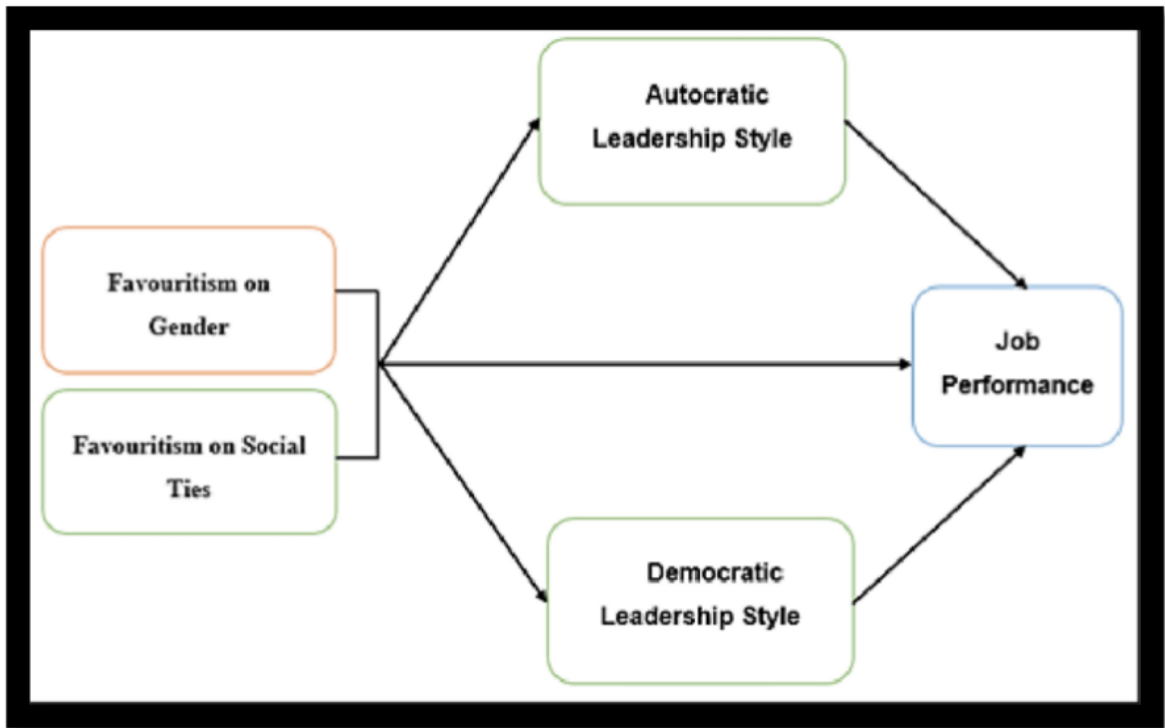 Autocratic
Leadership Style
Favouritism on
Gender
Job
Performance
Favouritism on Social
Ties
Democratic
Leadership Style